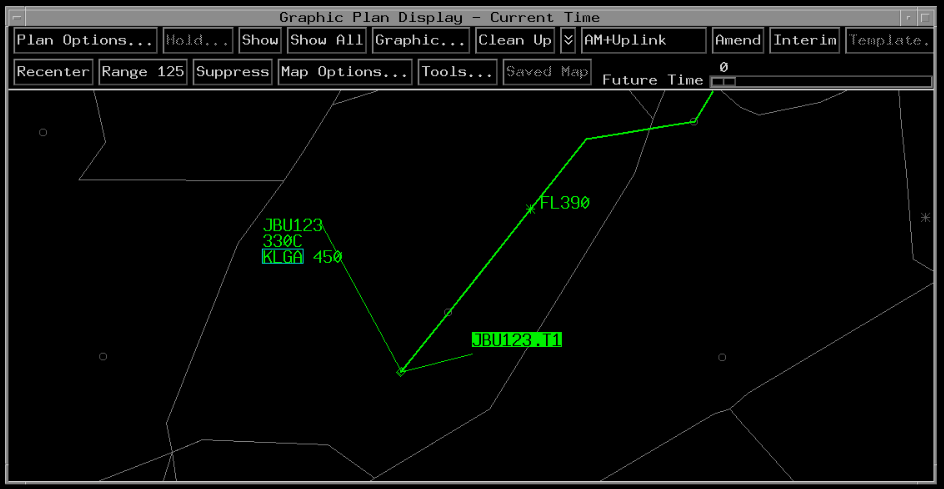 Graphic Plan Display - Current Time
Plan Options... Hold... Show Show All Graphic... Clean Up AM+Uplink Amend Interim Template.
Recenter Range 125 Suppress Map Options... Tools... Saved Map Future Time 0
FL390
JBU123
330C
KLGA 450
JBU123.T1